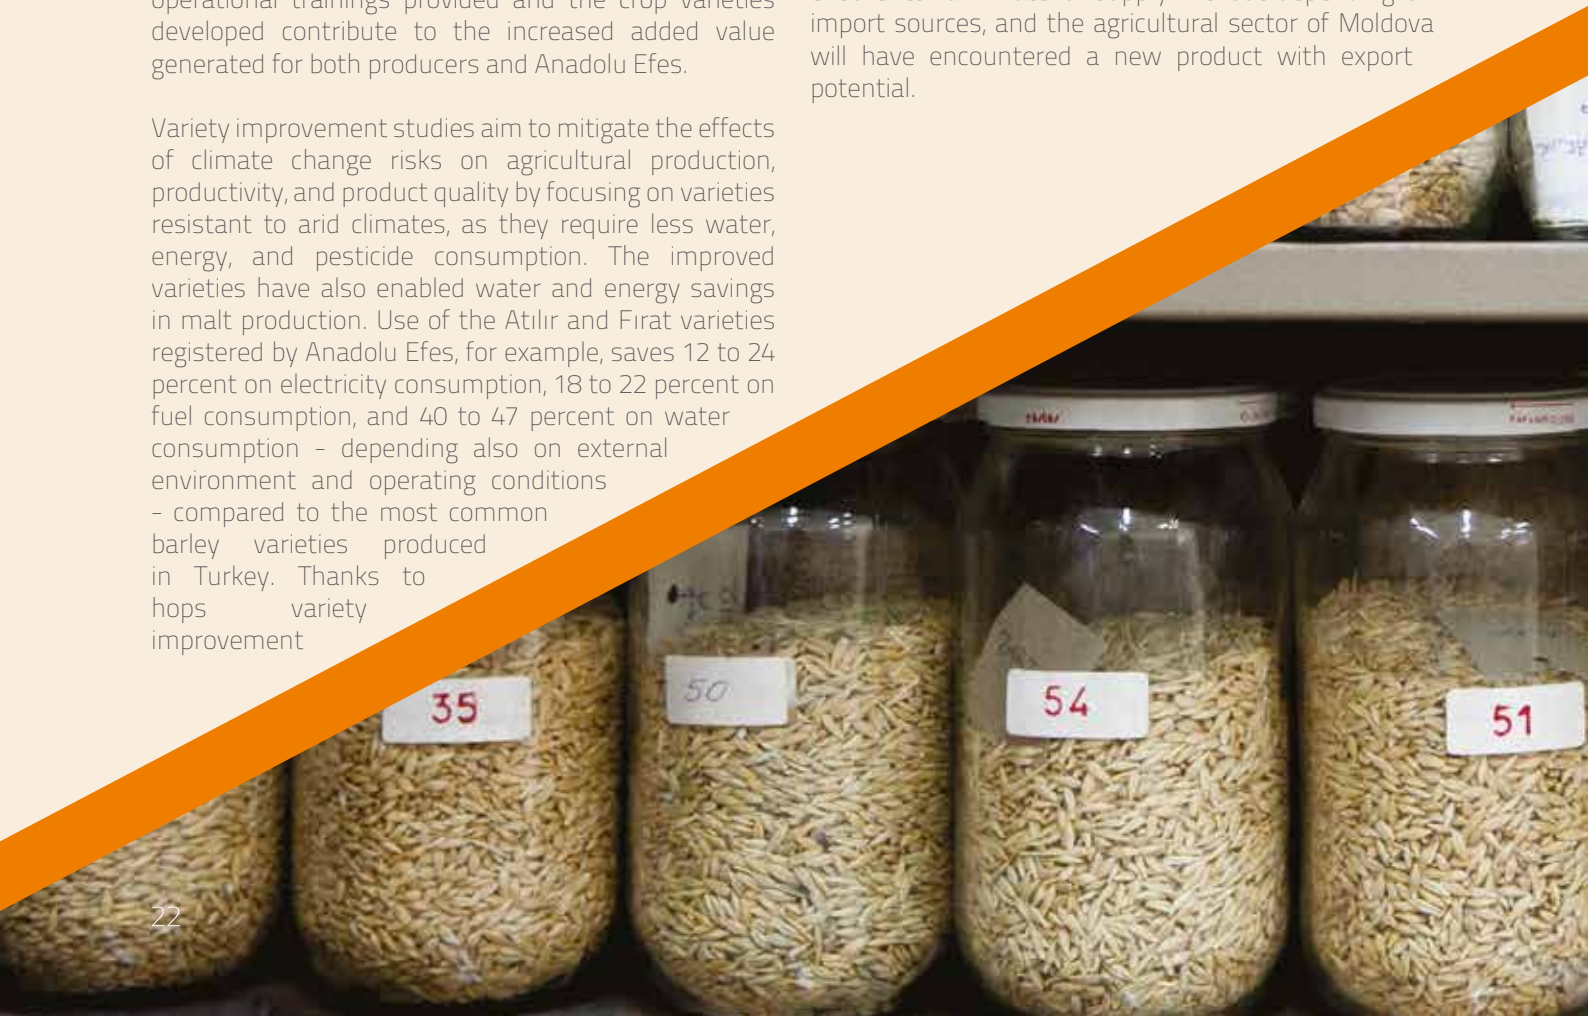 operational trainings provided and the crop varieties
developed contribute to the increased added value
generated for both producers and Anadolu Efes.
Variety improvement studies aim to mitigate the effects
of climate change risks on agricultural production,
productivity, and product quality by focusing on varieties
resistant to arid climates, as they require less water,
energy, and pesticide consumption. The improved
varieties have also enabled water and energy savings
in malt production. Use of the Atılır and Fırat varieties
registered by Anadolu Efes, for example, saves 12 to 24
percent on electricity consumption, 18 to 22 percent on
fuel consumption, and 40 to 47 percent on water
consumption - depending also on external
environment and operating conditions
- compared to the most common
barley varieties produced
in Turkey. Thanks to
hops variety
improvement
import sources, and the agricultural sector of Moldova
will have encountered a new product with export
potential.
35
50
54
51
22